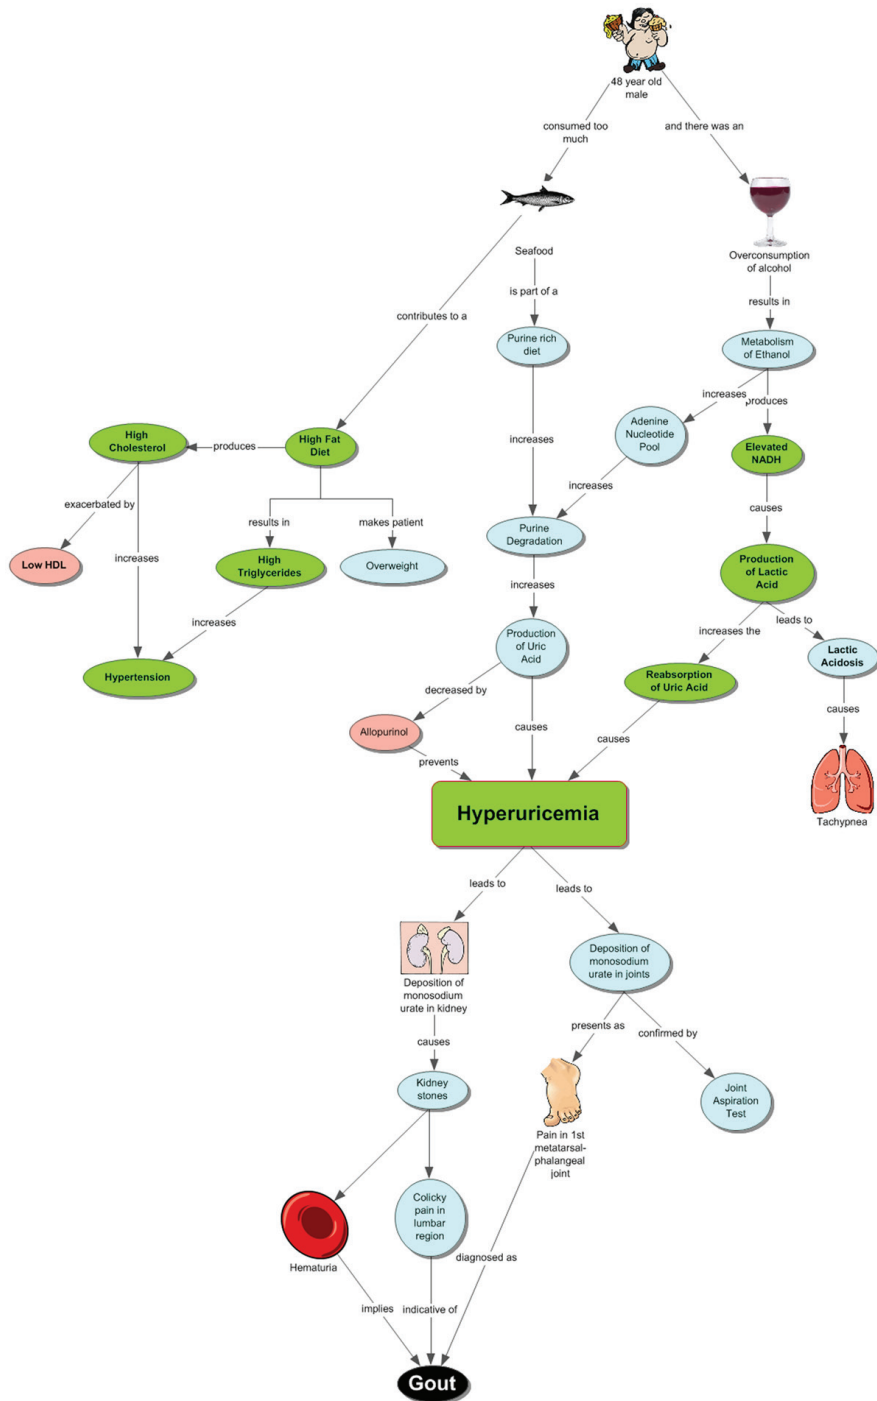 48 year old
male
consumed too
much
and there was an
Seafood
Overconsumption
of alcohol
is part of a
results in
contributes to a
Purine rich
diet
Metabolism
of Ethanol
increases
produces
High
Cholesterol
produces
High Fat
Diet
increases
Adenine
Nucleotide
Pool
Elevated
NADH
exacerbated by
results in
makes patient
increases
causes
Low HDL
increases
High
Triglycerides
Overweight
Purine
Degradation
Production
of Lactic
Acid
increases
increases
increases the
leads to
Hypertension
Production
of Uric
Acid
Reabsorption
of Uric Acid
Lactic
Acidosis
decreased by
causes
causes
Allopurinol
prevents
causes
Hyperuricemia
Tachypnea
leads to
leads to
Deposition of
monosodium
urate in kidney
Deposition of
monosodium
urate in joints
causes
presents as
confirmed by
Kidney
stones
Joint
Aspiration
Test
Pain in 1st
metatarsal-
phalangeal
joint
Colicky
pain in
lumbar
region
Hematuria
diagnosed as
implies
indicative of
Gout